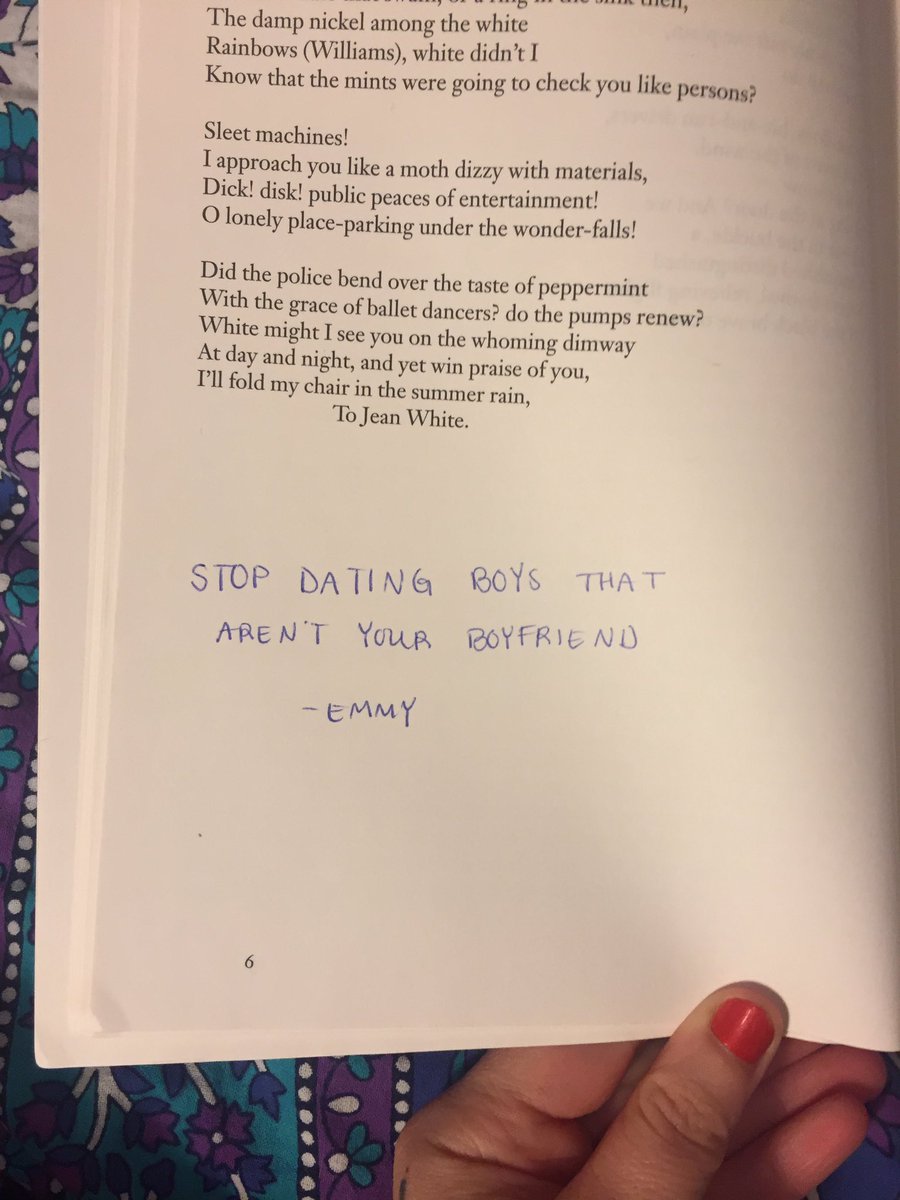 The damp nickel among the white
Rainbows (Williams), white didn't I
Know that the mints were going to check you like persons?
Sleet machines!
I approach you like a moth dizzy with materials,
Dick! disk! public peaces of entertainment!
O lonely place-parking under the wonder-falls!
Did the police bend over the taste of peppermint
With the grace of ballet dancers? do the pumps renew?
White might I see you on the whoming dimway
At day and night, and yet win praise of you,
I'll fold my chair in the summer rain,
To Jean White.
STOP DATING BOYS THAT
AREN'T YOUR BOYFRIEND
-EMMY
6